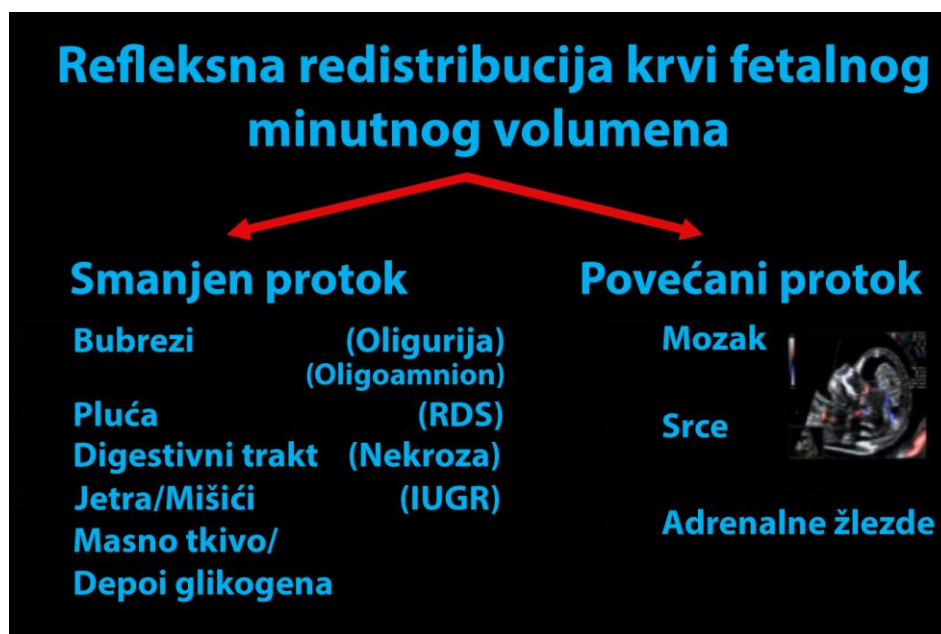 Refleksna redistribucija krvi fetalnog
minutnog volumena
Smanjen protok
Bubrezi (Oligurija)
(Oligoamnion)
Pluća (RDS)
Digestivni trakt (Nekroza)
Jetra/Mišići (IUGR)
Masno tkivo/
Depoi glikogena
Povećani protok
Mozak
Srce
Adrenalne žlezde